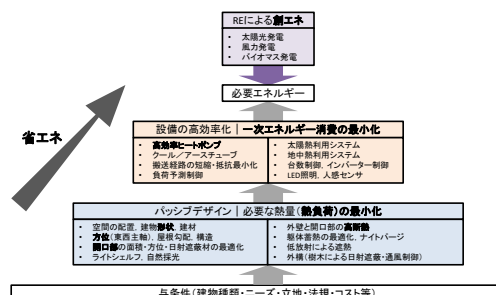 REによる創エネ
・ 太陽光発電
・ 風力発電
・ バイオマス発電
必要エネルギー
省エネ
設備の高効率化 | 一次エネルギー消費の最小化
・ 高効率ヒートポンプ
・ クール／アースチューブ
・ 搬送経路の短縮・抵抗最小化
・ 負荷予測制御
・ 太陽熱利用システム
・ 地中熱利用システム
・ 台数制御, インバーター制御
・ LED照明, 人感センサ
パッシブデザイン | 必要な熱量(熱負荷)の最小化
・ 空間の配置, 建物形状, 建材
・ 方位(東西主軸), 屋根勾配, 構造
・ 開口部の面積・方位・日射遮蔽材の最適化
・ ライトシェルフ, 自然採光
・ 外壁と開口部の高断熱
・ 躯体蓄熱の最適化, ナイトパージ
・ 低放射による遮熱
・ 外構(樹木による日射遮蔽・通風制御)
与条件(建物種類・ニーズ・立地・法規・コスト等)